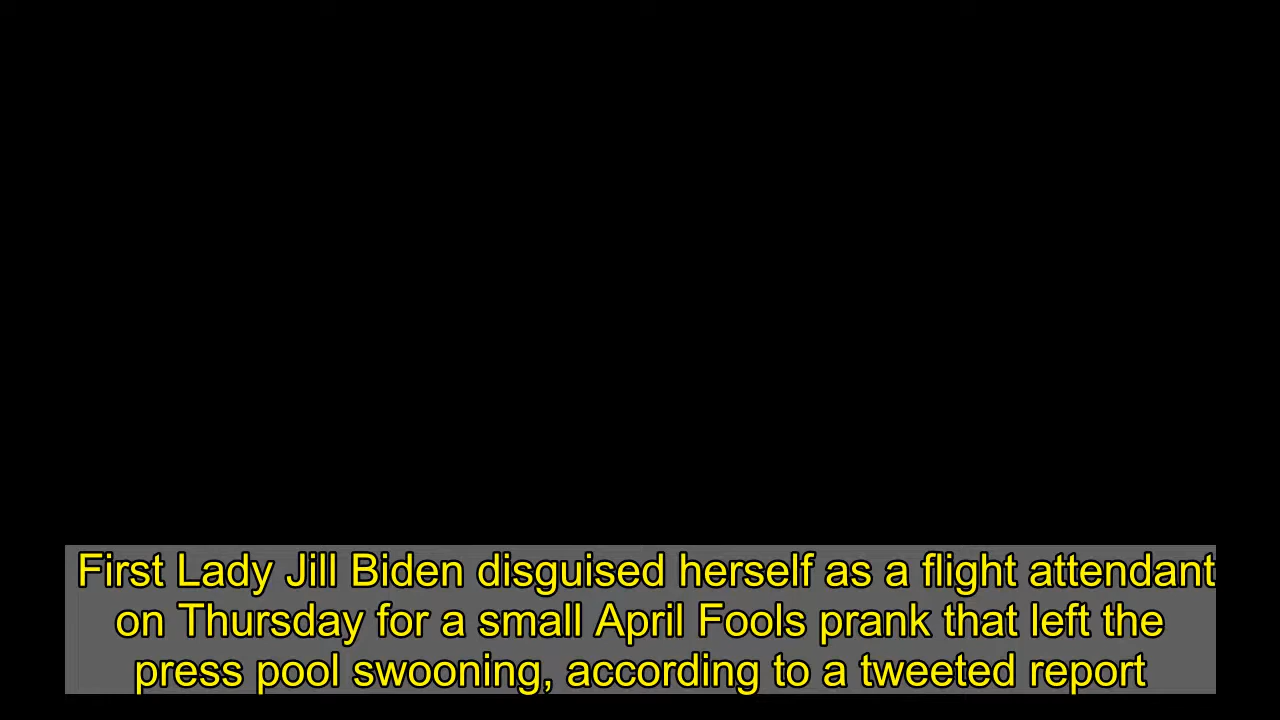 First Lady Jill Biden disguised herself as a flight attendant
on Thursday for a small April Fools prank that left the
press pool swooning, according to a tweeted report